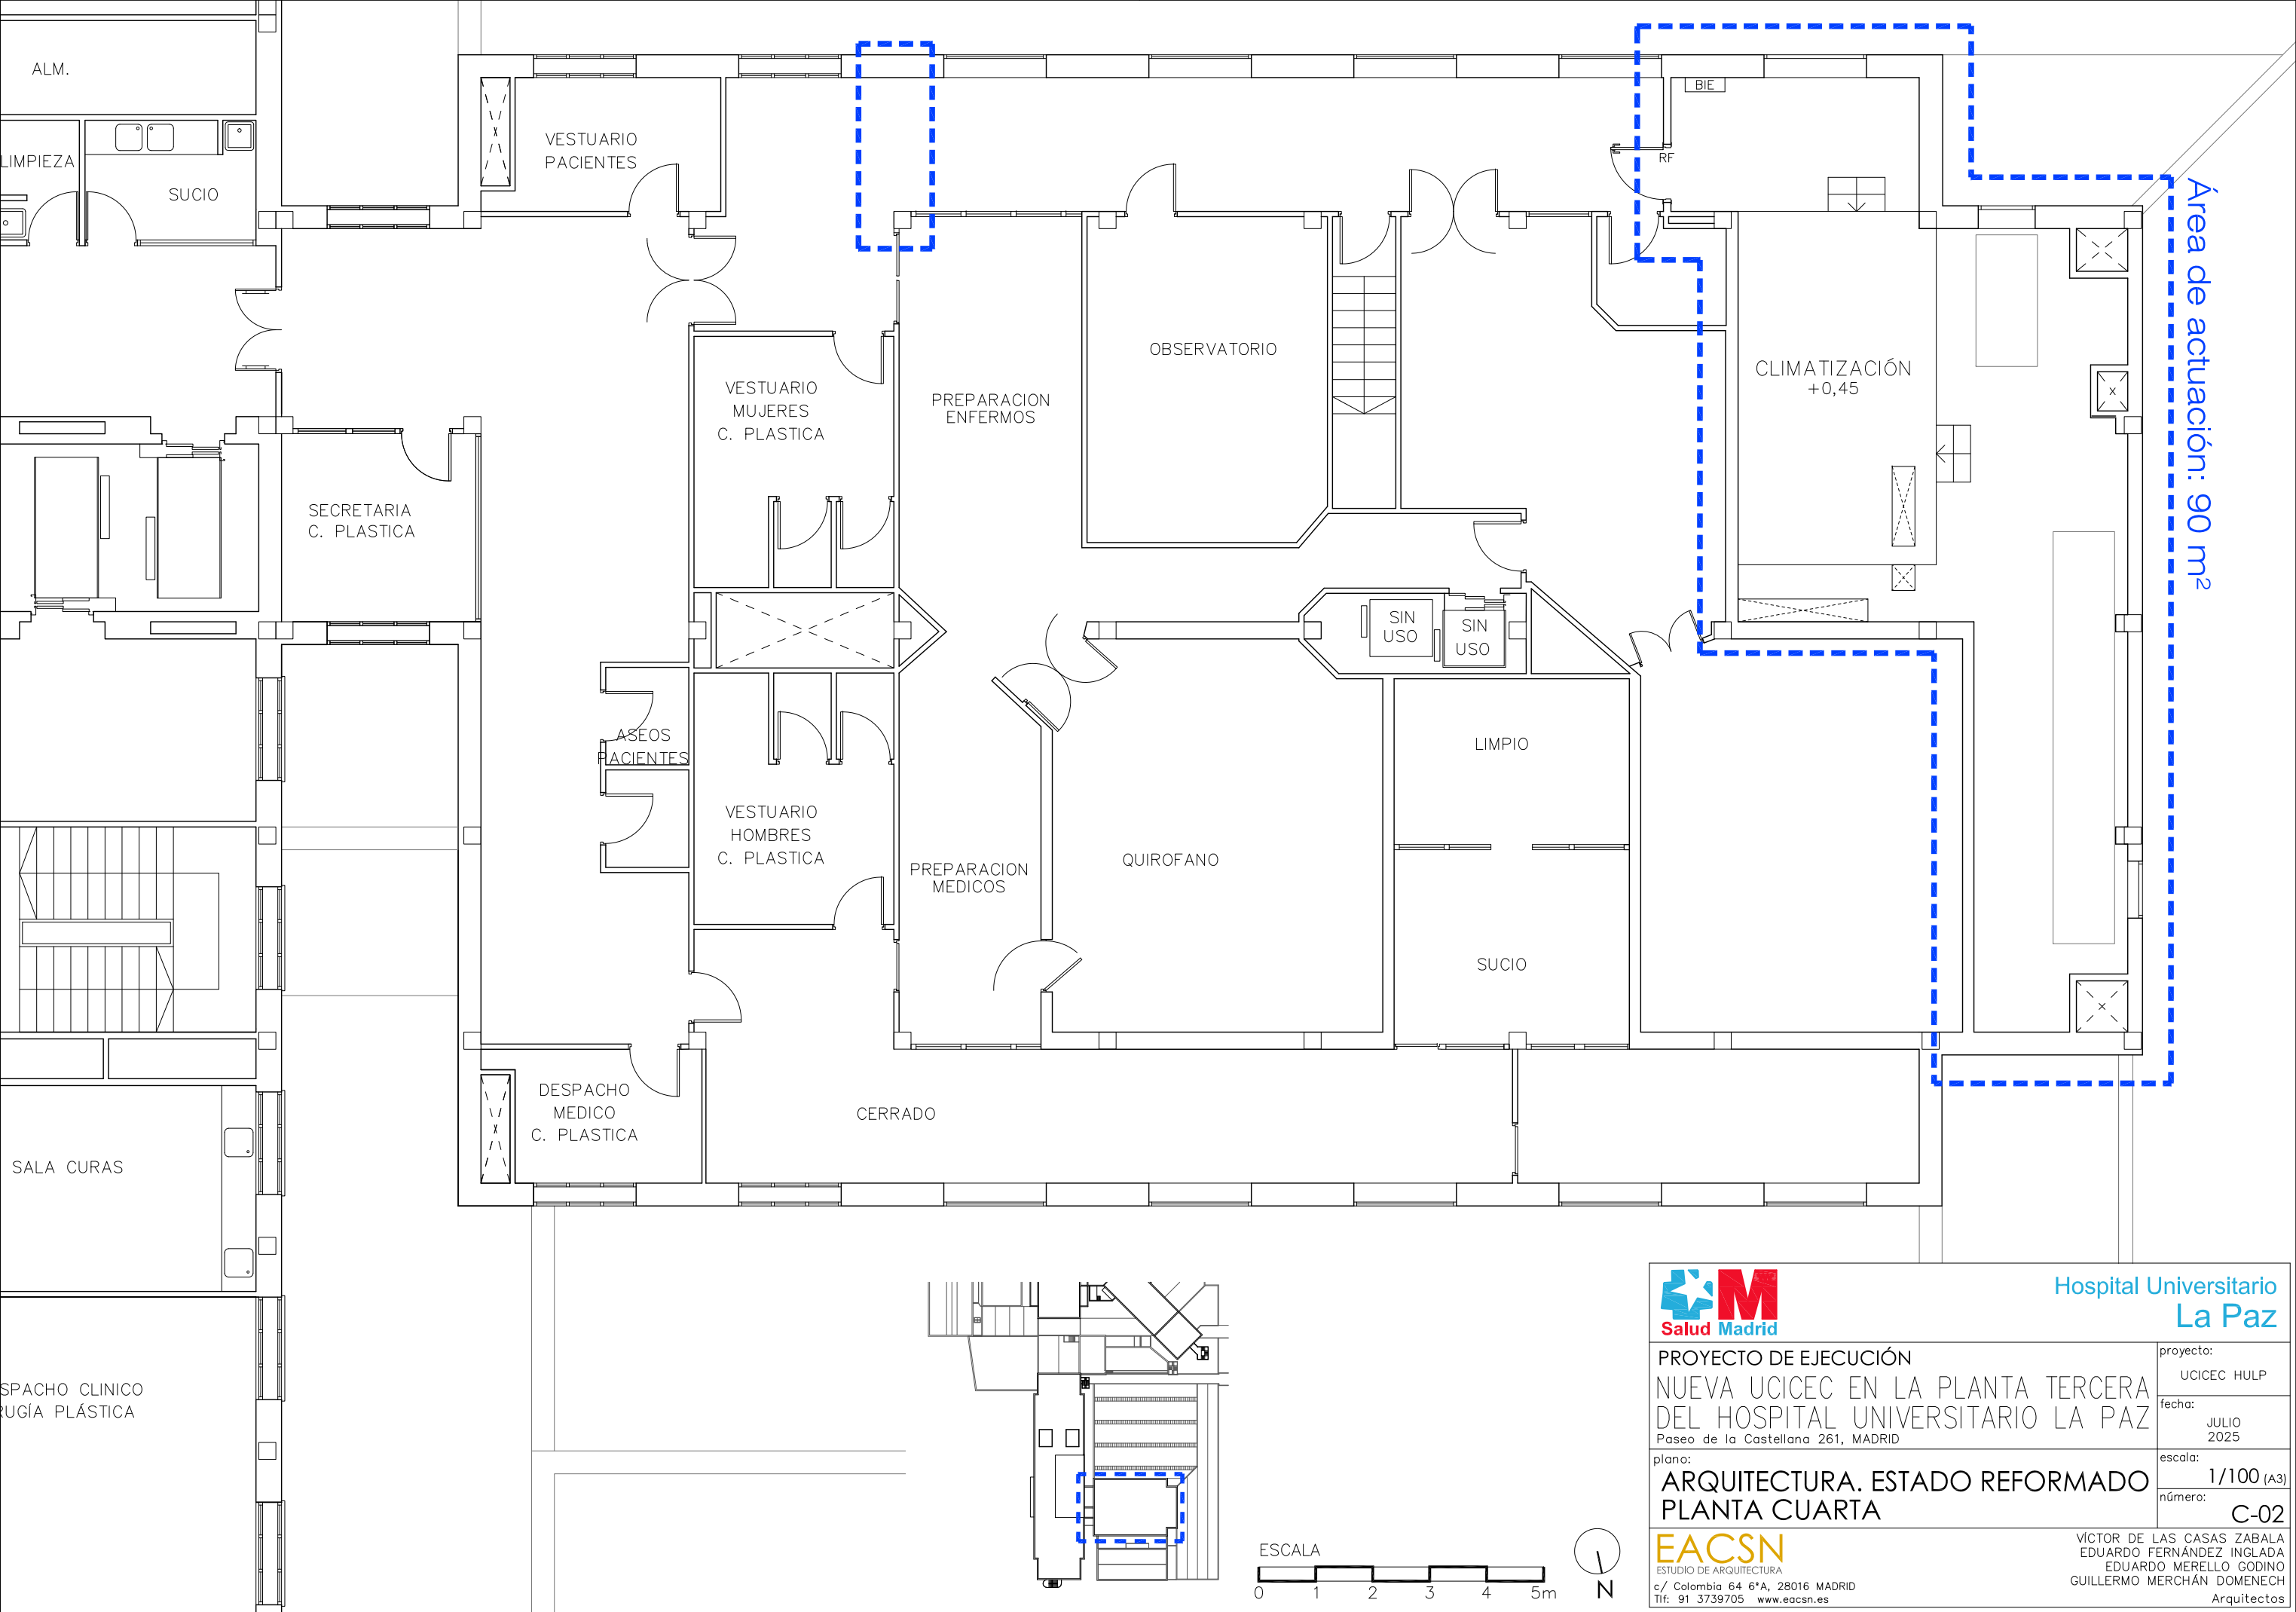 ALM.
LIMPIEZA
SUCIO
VESTUARIO
PACIENTES
BIE
RF
Área de actuación: 90 m²
OBSERVATORIO
CLIMATIZACIÓN
+0,45
VESTUARIO
MUJERES
C. PLASTICA
PREPARACION
ENFERMOS
SECRETARIA
C. PLASTICA
SIN
USO
SIN
USO
ASEOS
PACIENTES
LIMPIO
VESTUARIO
HOMBRES
C. PLASTICA
PREPARACION
MEDICOS
QUIROFANO
SUCIO
DESPACHO
MEDICO
C. PLASTICA
CERRADO
SALA CURAS
SPACHO CLINICO
RUGÍA PLÁSTICA
ESCALA
0 1 2 3 4 5m
N
Salud Madrid
Hospital Universitario
La Paz
PROYECTO DE EJECUCIÓN
NUEVA UCICEC EN LA PLANTA TERCERA
DEL HOSPITAL UNIVERSITARIO LA PAZ
Paseo de la Castellana 261, MADRID
proyecto:
UCICEC HULP
fecha:
JULIO
2025
plano:
ARQUITECTURA. ESTADO REFORMADO
PLANTA CUARTA
escala:
1/100 (A3)
número:
C-02
EACSN
ESTUDIO DE ARQUITECTURA
c/ Colombia 64 6ºA, 28016 MADRID
Tlf: 91 3739705 www.eacsn.es
VÍCTOR DE LAS CASAS ZABALA
EDUARDO FERNÁNDEZ INGLADA
EDUARDO MERELLO GODINO
GUILLERMO MERCHÁN DOMENECH
Arquitectos